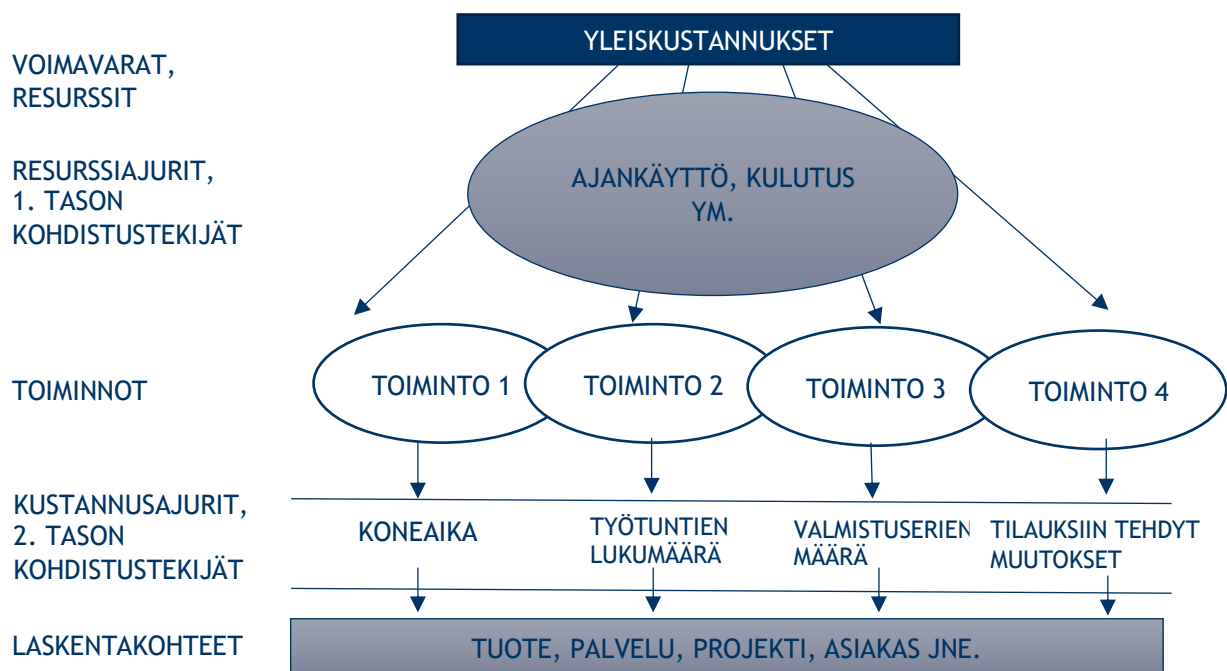 YLEISKUSTANNUKSET
VOIMAVARAT,
RESURSSIT
RESURSSIAJURIT,
1. TASON
KOHDISTUSTEKIJÄT
AJANKÄYTTÖ, KULUTUS
YM.
TOIMINNOT
TOIMINTO 1
TOIMINTO 2
TOIMINTO 3
TOIMINTO 4
KUSTANNUSAJURIT,
2. TASON
KOHDISTUSTEKIJÄT
KONEAIKA
TYÖTUNTIEN
LUKUMÄÄRÄ
VALMISTUSERIEN
MÄÄRÄ
TILAUKSIIN TEHDYT
MUUTOKSET
LASKENTAKOHTEET
TUOTE, PALVELU, PROJEKTI, ASIAKAS JNE.